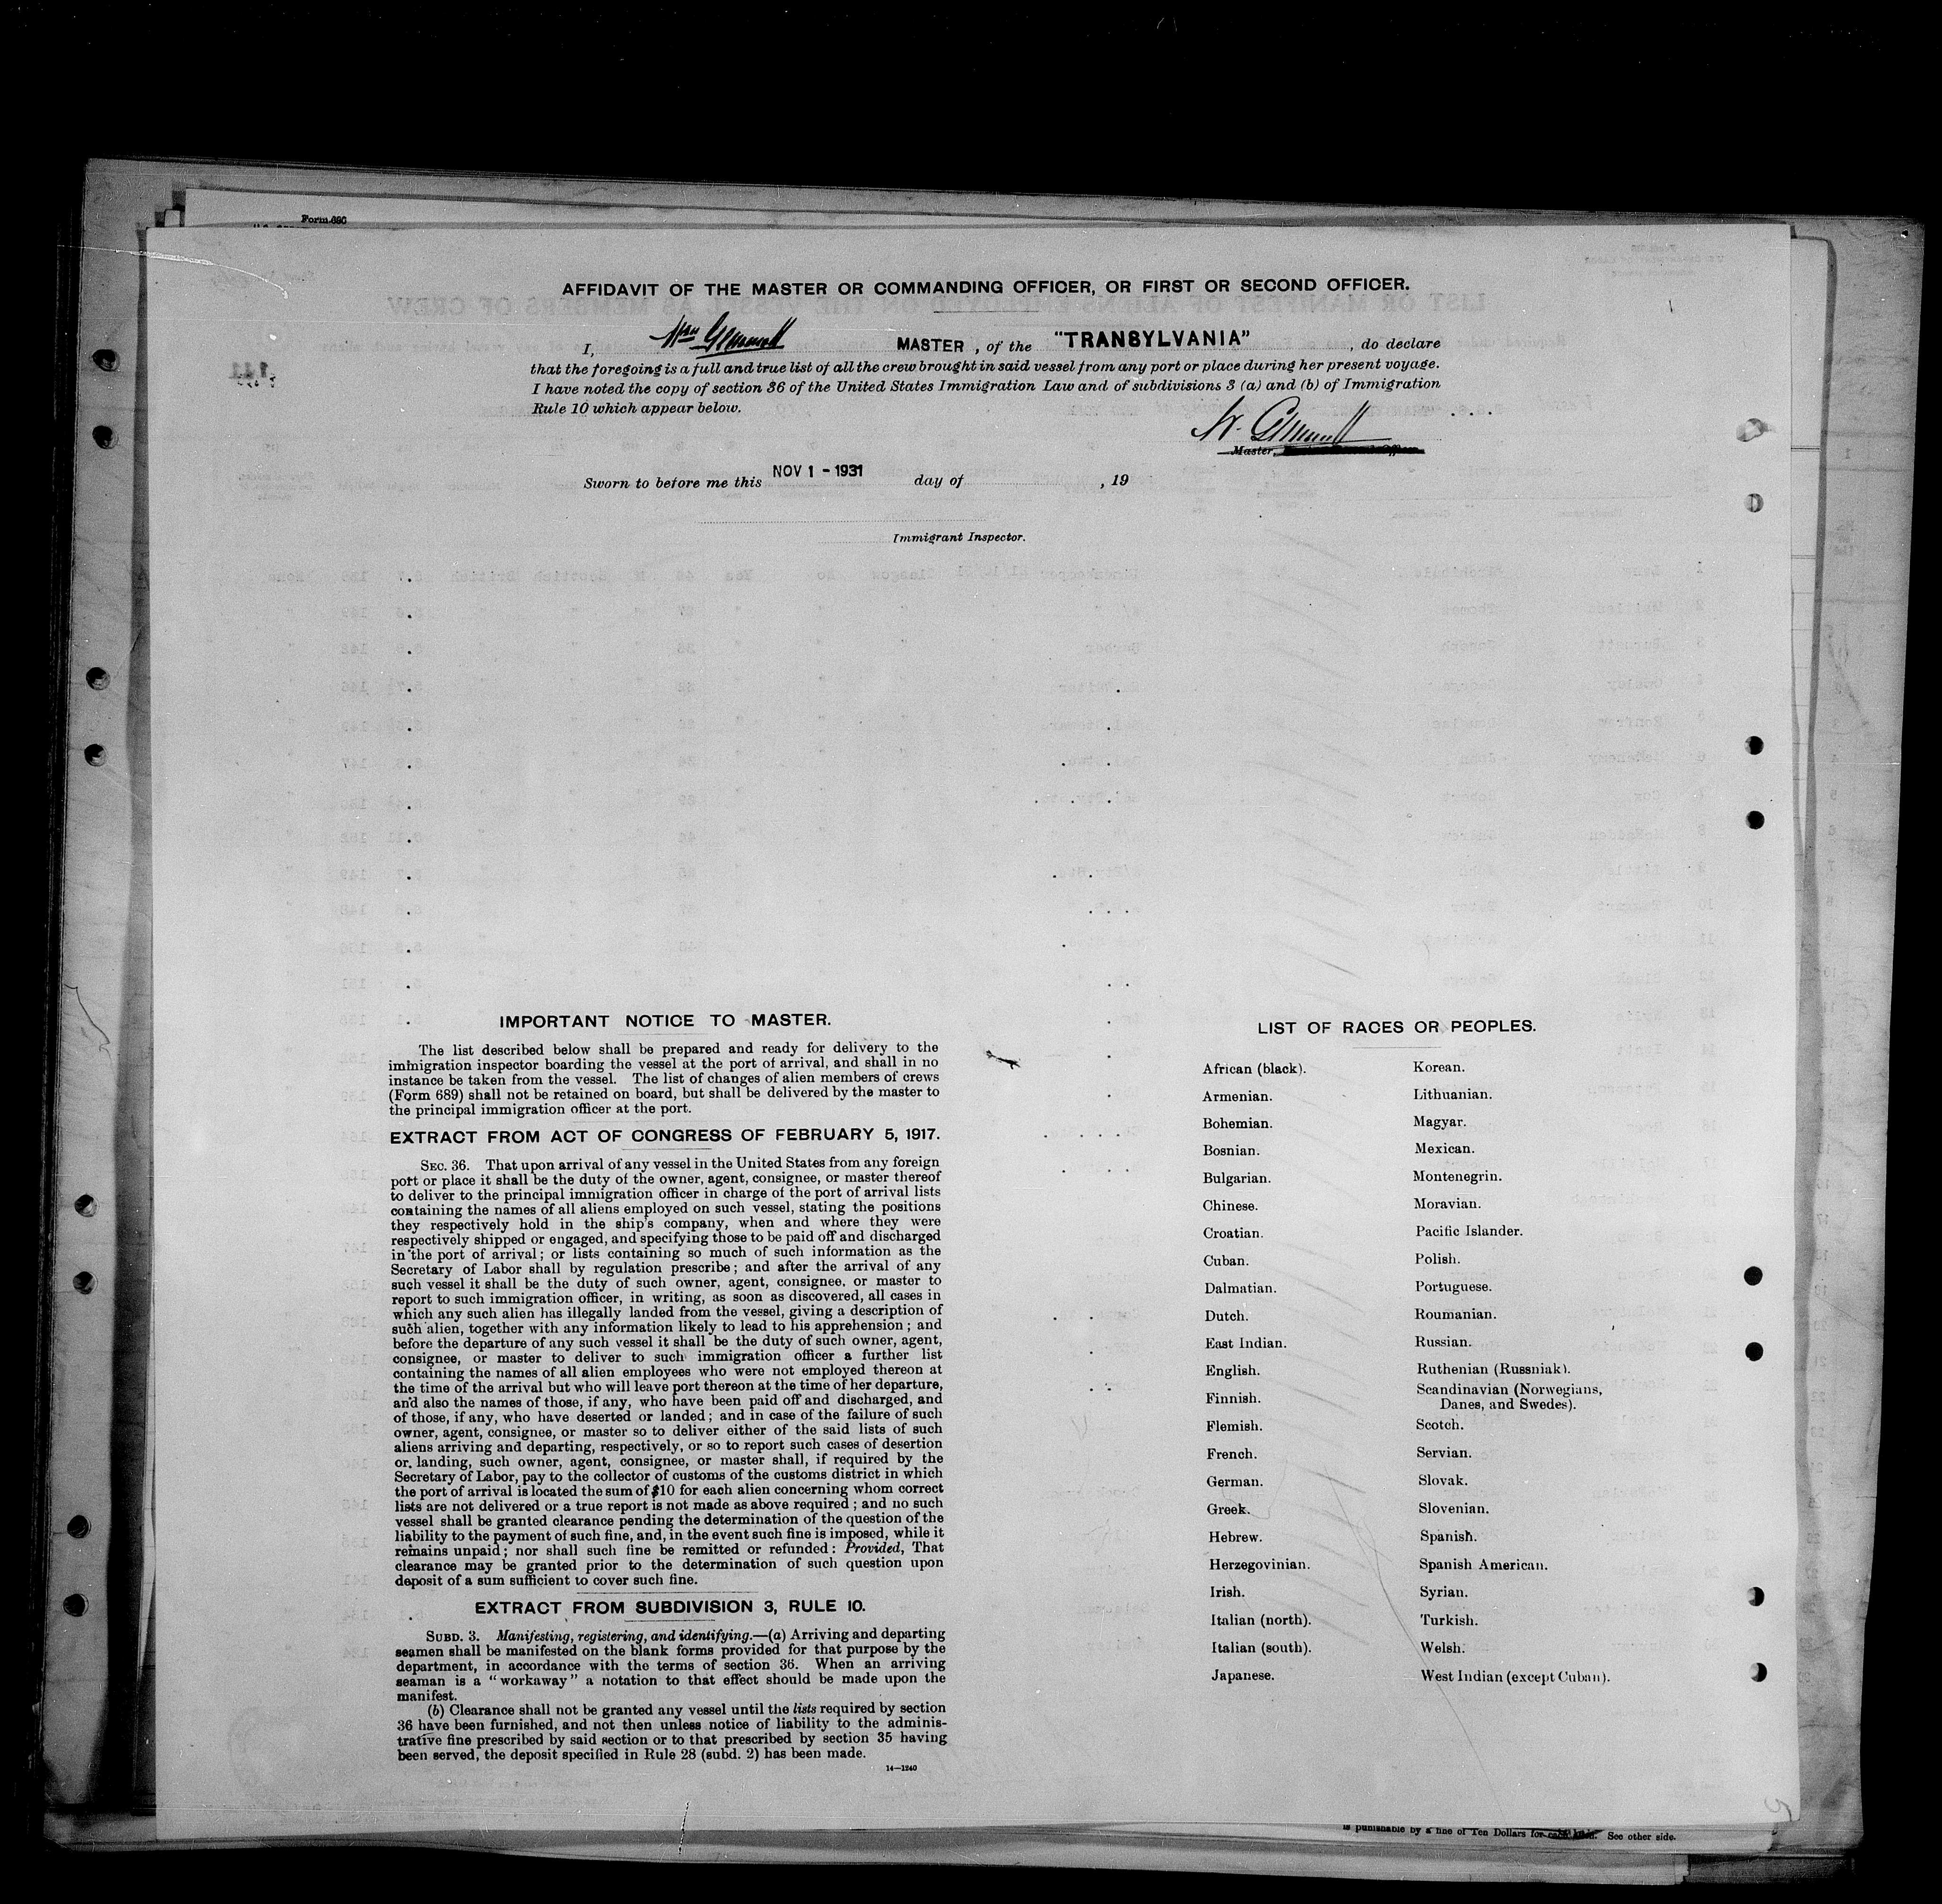 Form 690
AFFIDAVIT OF THE MASTER OR COMMANDING OFFICER, OR FIRST OR SECOND OFFICER.
I, Wm Gemmell MASTER , of the "TRANSYLVANIA" , do declare
that the foregoing is a full and true list of all the crew brought in said vessel from any port or place during her present voyage.
I have noted the copy of section 36 of the United States Immigration Law and of subdivisions 3 (a) and (b) of Immigration
Rule 10 which appear below.
W. Gemmell
Master,
Sworn to before me this NOV 1 - 1931 day of , 19
Immigrant Inspector.
IMPORTANT NOTICE TO MASTER.
The list described below shall be prepared and ready for delivery to the
immigration inspector boarding the vessel at the port of arrival, and shall in no
instance be taken from the vessel. The list of changes of alien members of crews
(Form 689) shall not be retained on board, but shall be delivered by the master to
the principal immigration officer at the port.
EXTRACT FROM ACT OF CONGRESS OF FEBRUARY 5, 1917.
SEC. 36. That upon arrival of any vessel in the United States from any foreign
port or place it shall be the duty of the owner, agent, consignee, or master thereof
to deliver to the principal immigration officer in charge of the port of arrival lists
containing the names of all aliens employed on such vessel, stating the positions
they respectively hold in the ship's company, when and where they were
respectively shipped or engaged, and specifying those to be paid off and discharged
in the port of arrival; or lists containing so much of such information as the
Secretary of Labor shall by regulation prescribe; and after the arrival of any
such vessel it shall be the duty of such owner, agent, consignee, or master to
report to such immigration officer, in writing, as soon as discovered, all cases in
which any such alien has illegally landed from the vessel, giving a description of
such alien, together with any information likely to lead to his apprehension; and
before the departure of any such vessel it shall be the duty of such owner, agent,
consignee, or master to deliver to such immigration officer a further list
containing the names of all alien employees who were not employed thereon at
the time of the arrival but who will leave port thereon at the time of her departure,
and also the names of those, if any, who have been paid off and discharged, and
of those, if any, who have deserted or landed; and in case of the failure of such
owner, agent, consignee, or master so to deliver either of the said lists of such
aliens arriving and departing, respectively, or so to report such cases of desertion
or landing, such owner, agent, consignee, or master shall, if required by the
Secretary of Labor, pay to the collector of customs of the customs district in which
the port of arrival is located the sum of $10 for each alien concerning whom correct
lists are not delivered or a true report is not made as above required; and no such
vessel shall be granted clearance pending the determination of the question of the
liability to the payment of such fine, and, in the event such fine is imposed, while it
remains unpaid; nor shall such fine be remitted or refunded: Provided, That
clearance may be granted prior to the determination of such question upon
deposit of a sum sufficient to cover such fine.
EXTRACT FROM SUBDIVISION 3, RULE 10.
SUBD. 3. Manifesting, registering, and identifying.—(a) Arriving and departing
seamen shall be manifested on the blank forms provided for that purpose by the
department, in accordance with the terms of section 36. When an arriving
seaman is a "workaway" a notation to that effect should be made upon the
manifest.
(b) Clearance shall not be granted any vessel until the lists required by section
36 have been furnished, and not then unless notice of liability to the adminis-
trative fine prescribed by said section or to that prescribed by section 35 having
been served, the deposit specified in Rule 28 (subd. 2) has been made.
14—1240
LIST OF RACES OR PEOPLES.
African (black).
Armenian.
Bohemian.
Bosnian.
Bulgarian.
Chinese.
Croatian.
Cuban.
Dalmatian.
Dutch.
East Indian.
English.
Finnish.
Flemish.
French.
German.
Greek.
Hebrew.
Herzegovinian.
Irish.
Italian (north).
Italian (south).
Japanese.
Korean.
Lithuanian.
Magyar.
Mexican.
Montenegrin.
Moravian.
Pacific Islander.
Polish.
Portuguese.
Roumanian.
Russian.
Ruthenian (Russniak).
Scandinavian (Norwegians,
Danes, and Swedes).
Scotch.
Servian.
Slovak.
Slovenian.
Spanish.
Spanish American.
Syrian.
Turkish.
Welsh.
West Indian (except Cuban).
is punishable by a fine of Ten Dollars for See other side.